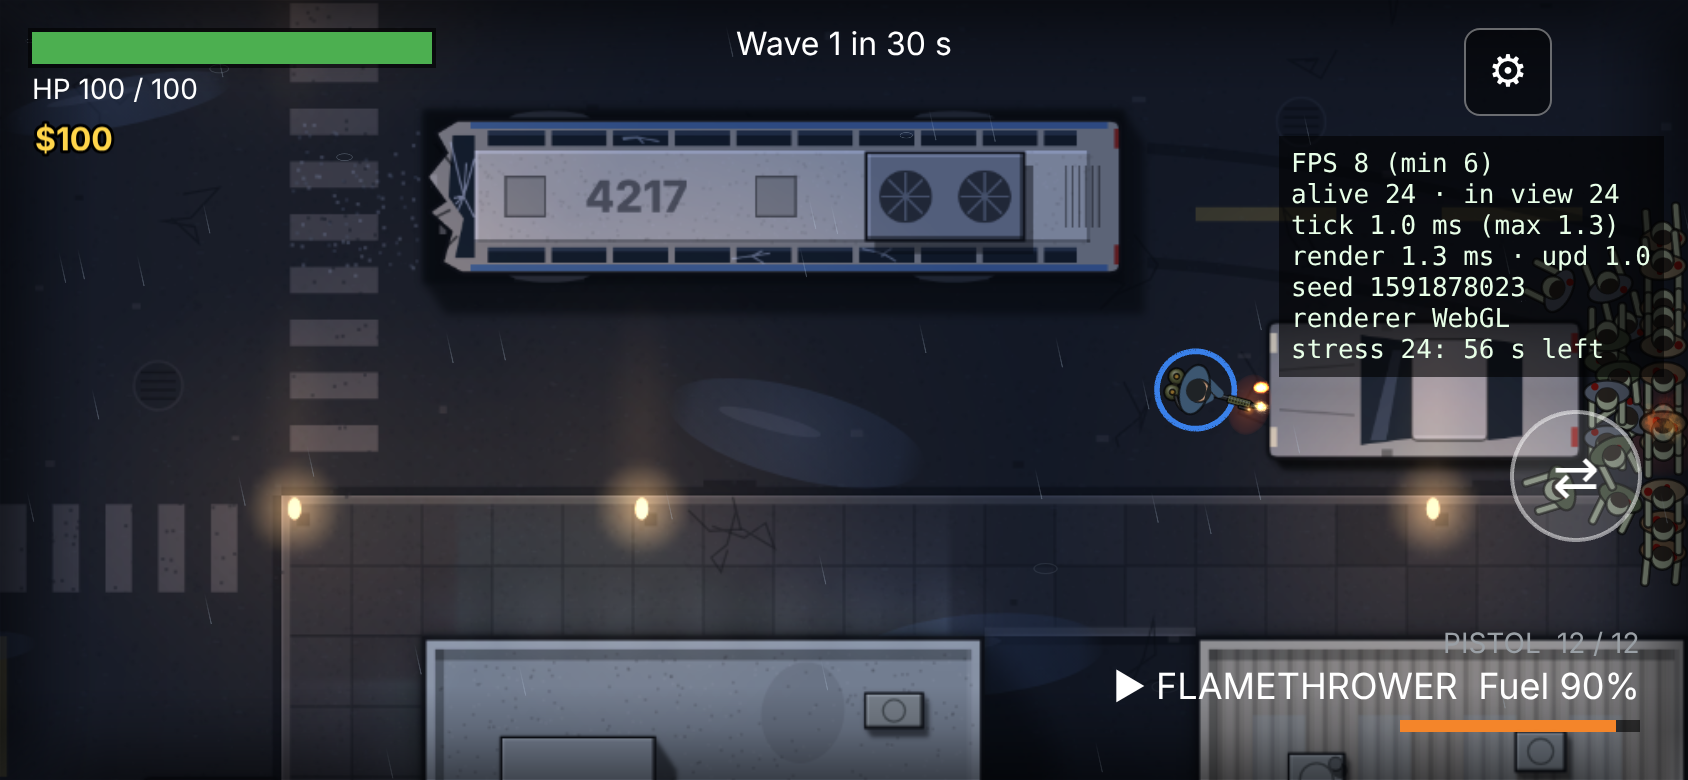 Wave 1 in 30 s
HP 100 / 100
$100
4217
FPS 8 (min 6)
alive 24 · in view 24
tick 1.0 ms (max 1.3)
render 1.3 ms · upd 1.0
seed 1591878023
renderer WebGL
stress 24: 56 s left
PISTOL 12 / 12
▶ FLAMETHROWER Fuel 90%